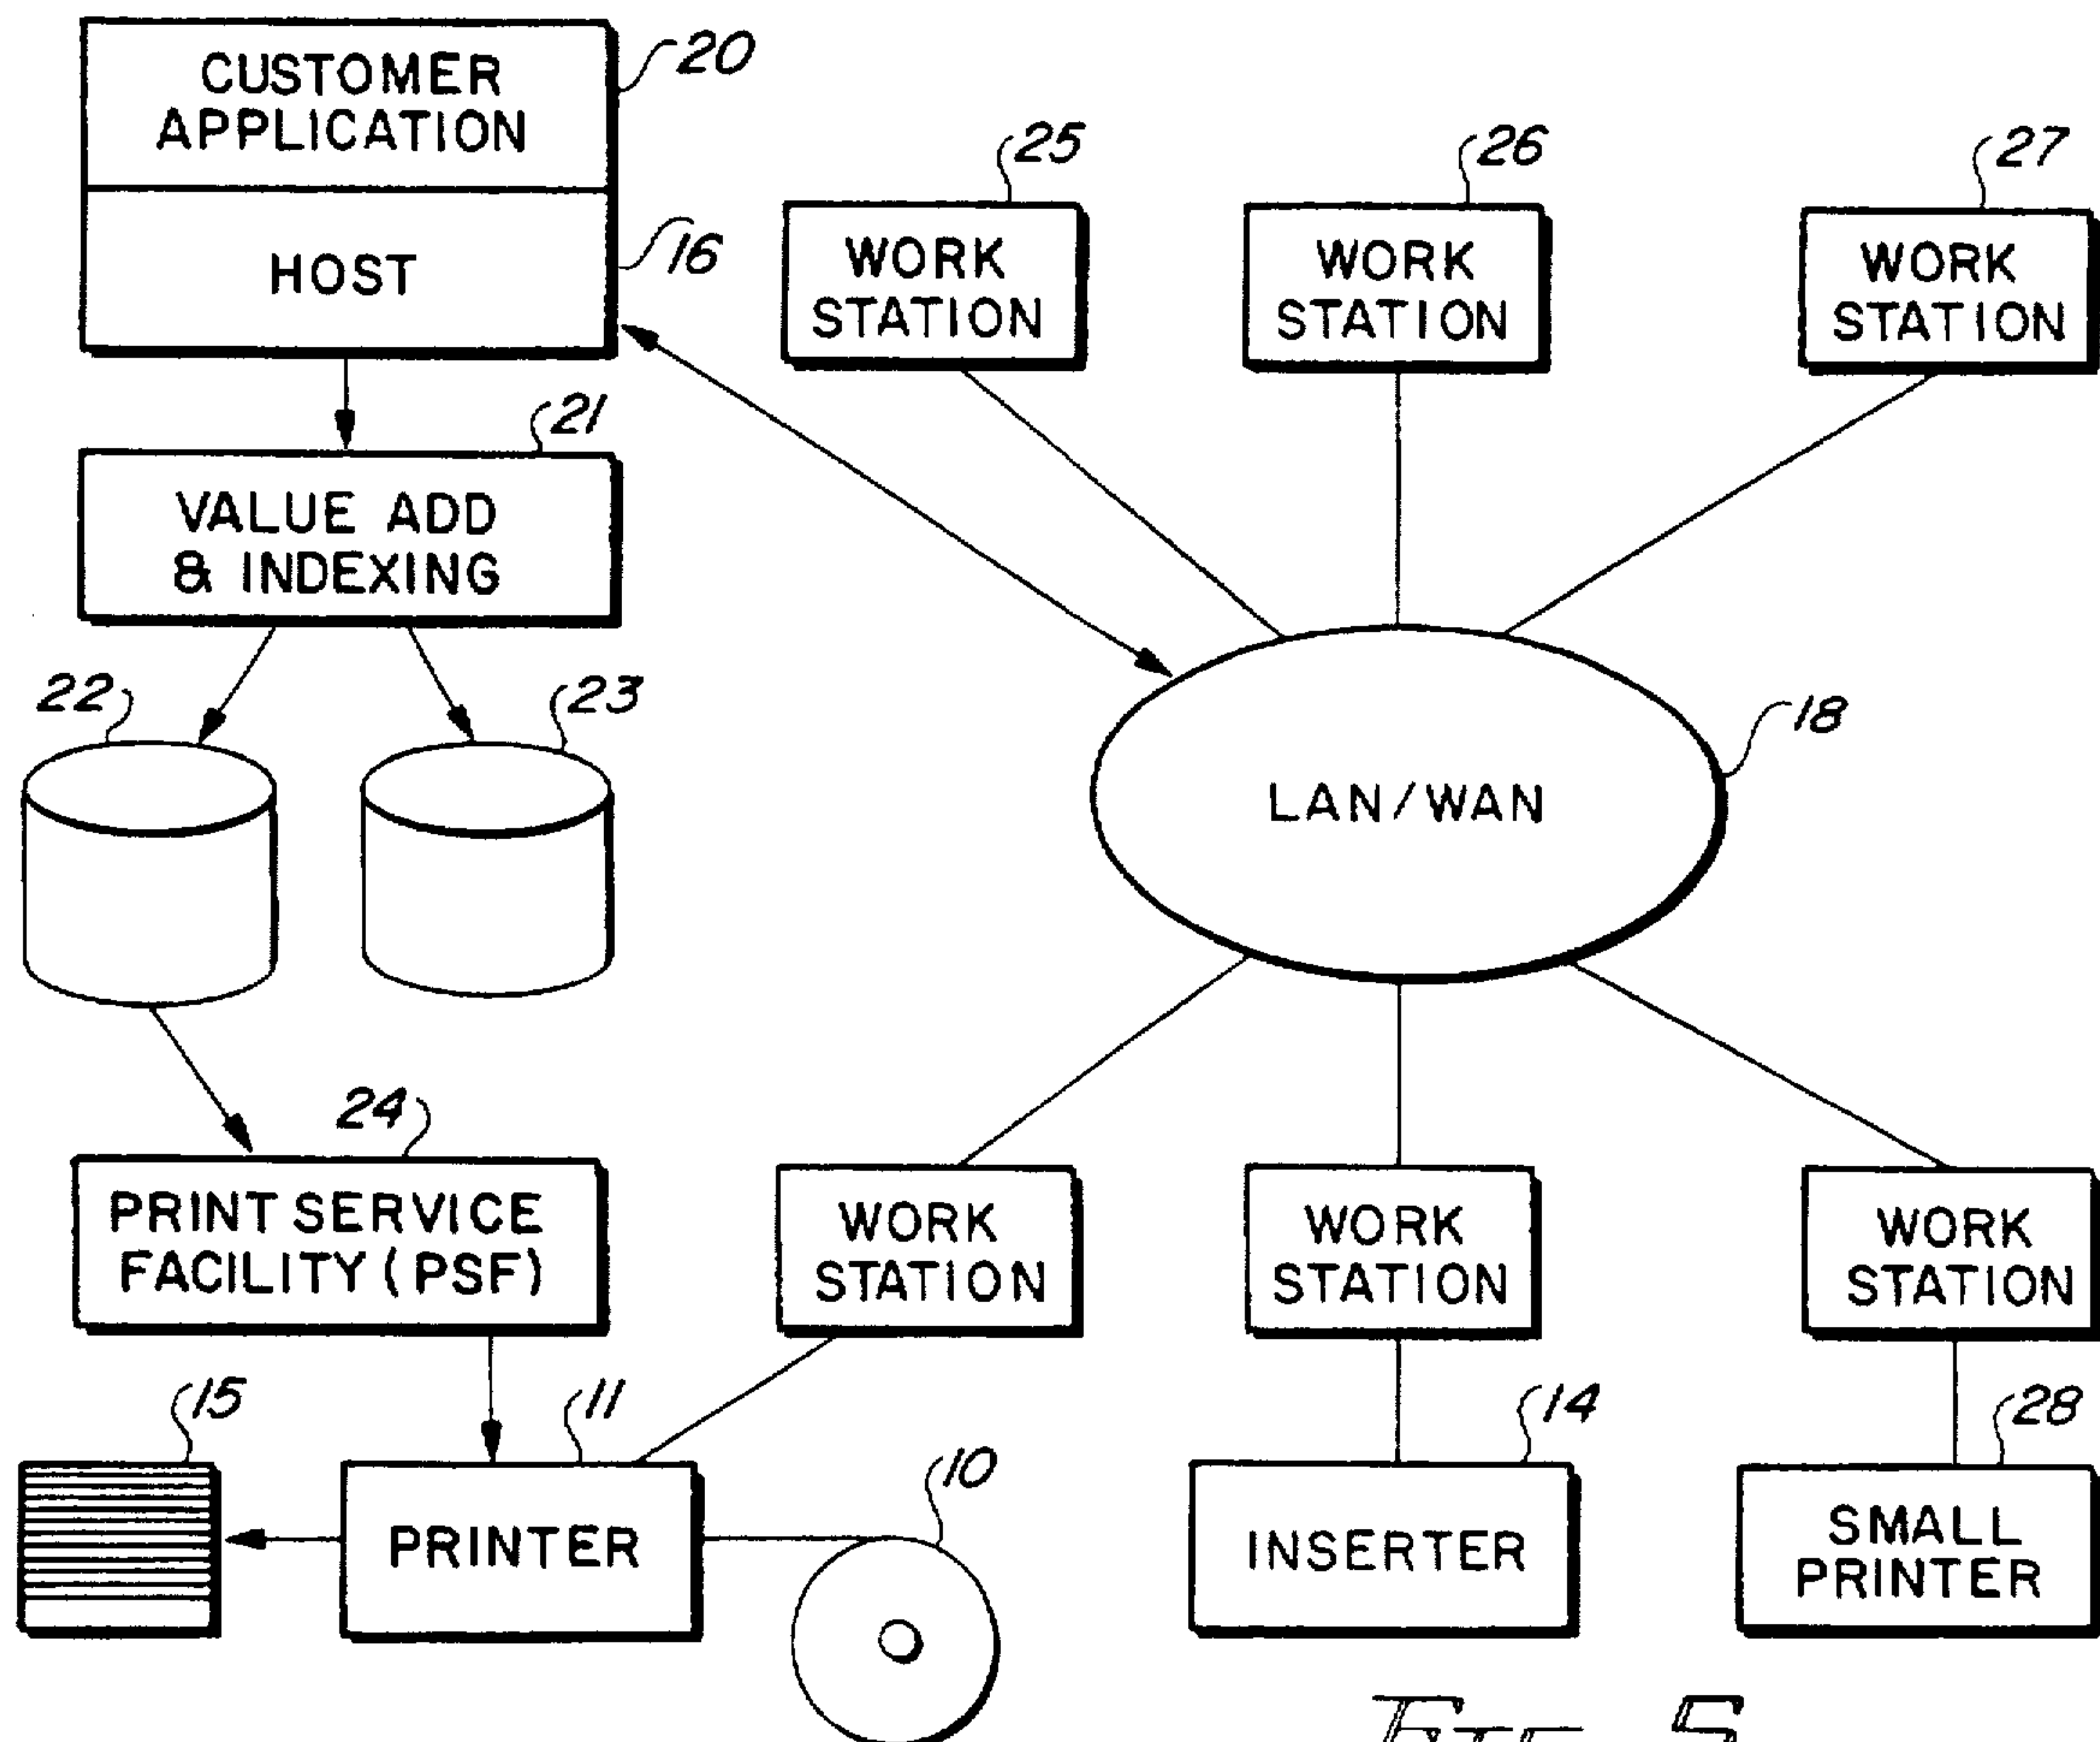 CUSTOMER
APPLICATION
20
HOST
16
25
WORK
STATION
26
WORK
STATION
27
WORK
STATION
21
VALUE ADD
& INDEXING
22
23
18
LAN/WAN
24
PRINT SERVICE
FACILITY (PSF)
WORK
STATION
WORK
STATION
WORK
STATION
15
11
PRINTER
10
14
INSERTER
28
SMALL
PRINTER